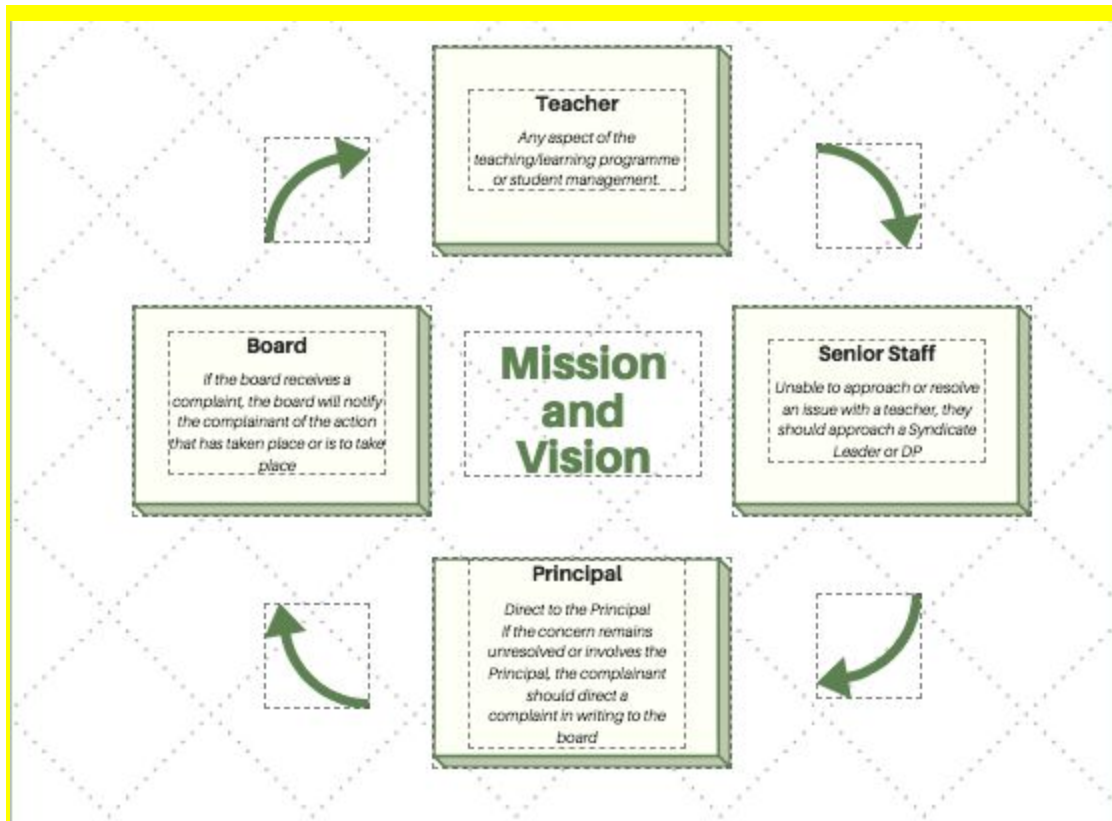 Teacher
Any aspect of the
teaching/learning programme
or student management.
Board
if the board receives a
complaint, the board will notify
the complainant of the action
that has taken place or is to take
place
Mission
and
Vision
Senior Staff
Unable to approach or resolve
an issue with a teacher, they
should approach a Syndicate
Leader or DP
Principal
Direct to the Principal
if the concern remains
unresolved or involves the
Principal, the complainant
should direct a
complaint in writing to the
board